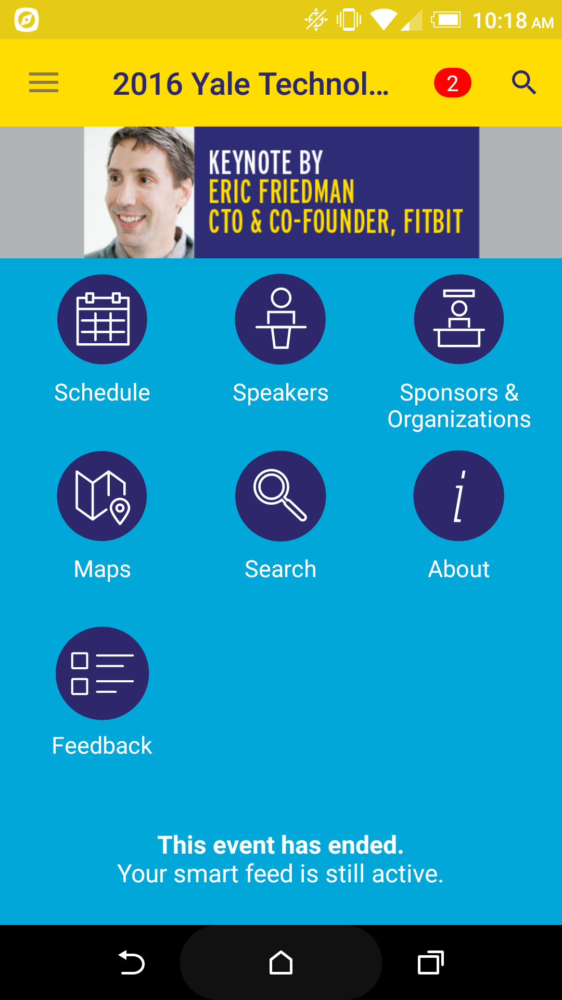 10:18 AM
2016 Yale Technol...
2
KEYNOTE BY
ERIC FRIEDMAN
CTO & CO-FOUNDER, FITBIT
Schedule
Speakers
Sponsors &
Organizations
Maps
Search
About
Feedback
This event has ended.
Your smart feed is still active.